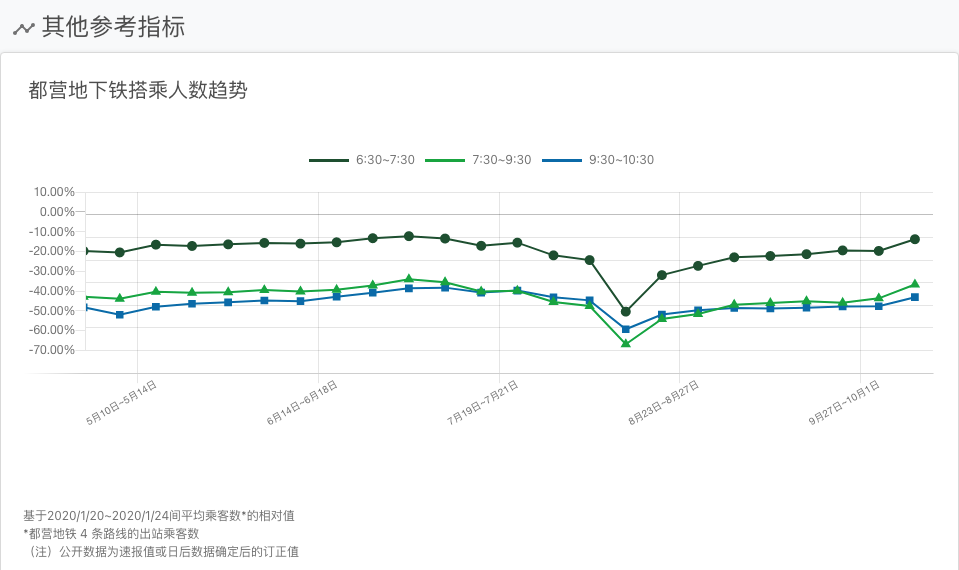 其他参考指标
都营地下铁搭乘人数趋势
6:30~7:30 7:30~9:30 9:30~10:30
10.00%
0.00%
-10.00%
-20.00%
-30.00%
-40.00%
-50.00%
-60.00%
-70.00%
5月10日~5月14日 6月14日~6月18日 7月19日~7月21日 8月23日~8月27日 9月27日~10月1日
基于2020/1/20~2020/1/24间平均乘客数*的相对值
*都营地铁 4 条路线的出站乘客数
（注）公开数据为速报值或日后数据确定后的订正值